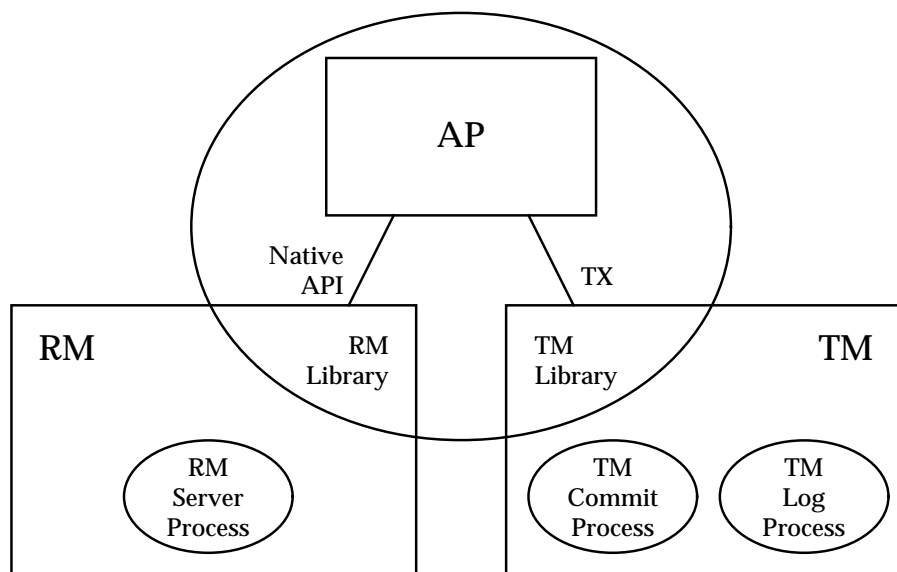 AP
Native
API
TX
RM
RM
Library
TM
Library
TM
RM
Server
Process
TM
Commit
Process
TM
Log
Process